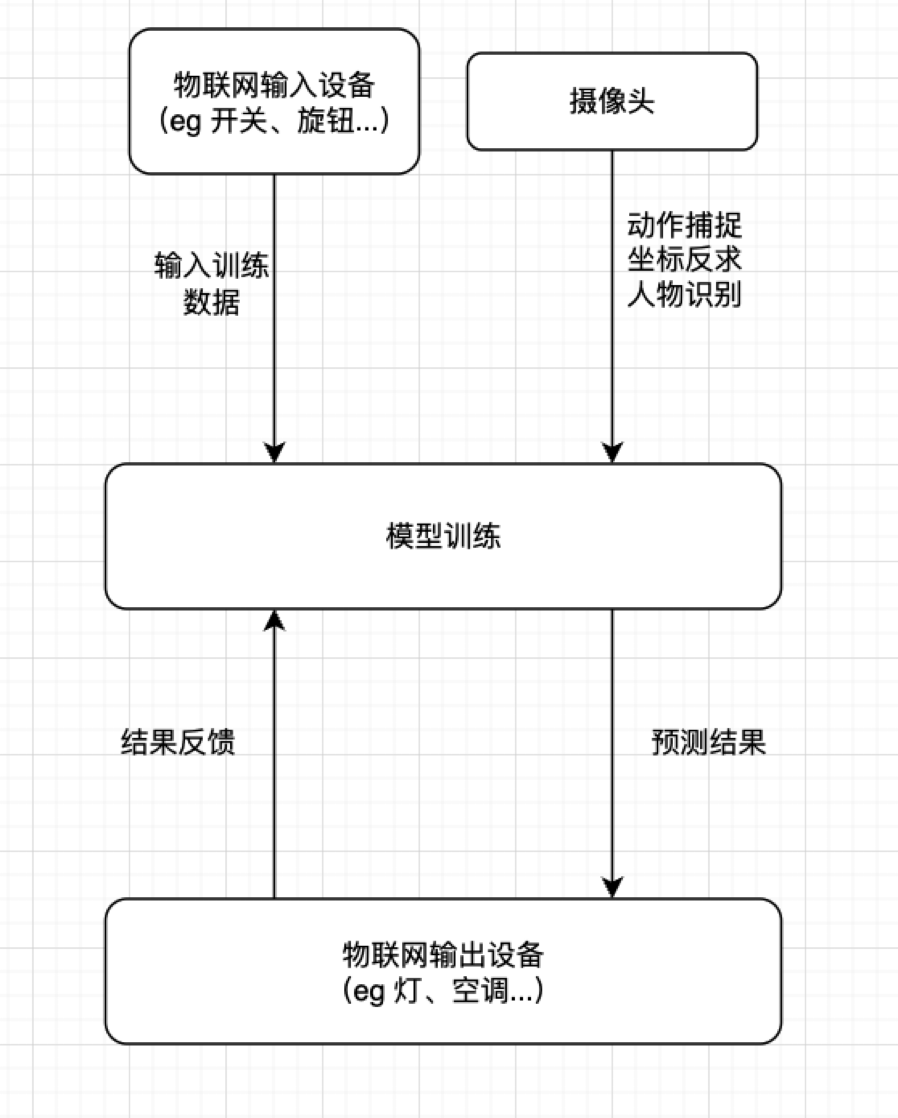 物联网输入设备
（eg 开关、旋钮...）
摄像头
输入训练
数据
动作捕捉
坐标反求
人物识别
模型训练
结果反馈
预测结果
物联网输出设备
（eg 灯、空调...）